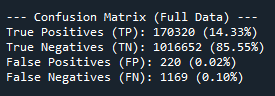 --- Confusion Matrix (Full Data) ---
True Positives (TP): 170320 (14.33%)
True Negatives (TN): 1016652 (85.55%)
False Positives (FP): 220 (0.02%)
False Negatives (FN): 1169 (0.10%)